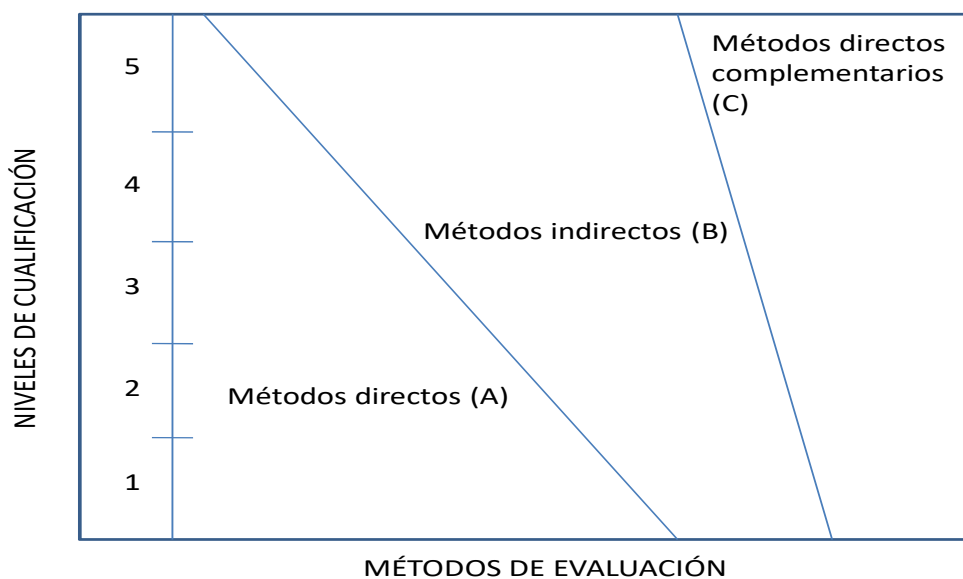 NIVELES DE CUALIFICACIÓN
5
4
3
2
1
Métodos directos
complementarios
(C)
Métodos indirectos (B)
Métodos directos (A)
MÉTODOS DE EVALUACIÓN